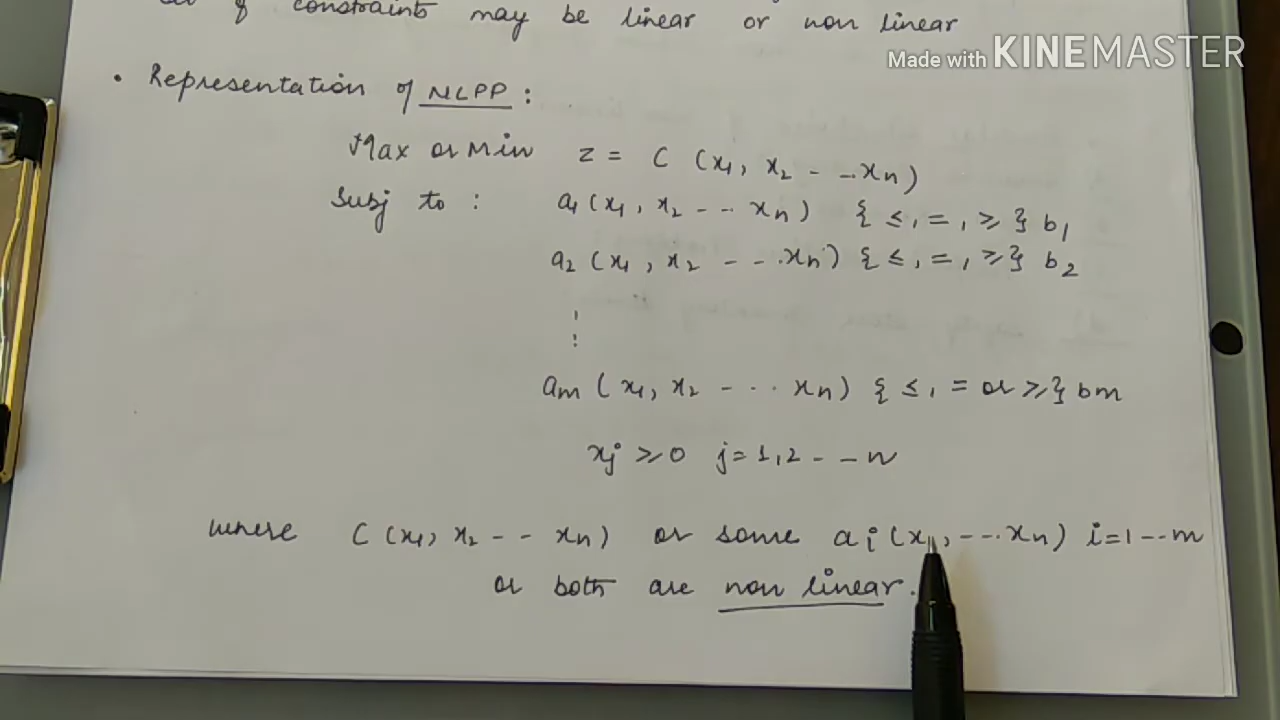 of constraints may be linear or non linear
Made with KINEMASTER
• Representation of NLPP :
Max or Min z = C (x1, x2 - -.. xn)
Subj to : a1 (x1, x2 -- .. xn) {≤, =, ≥} b1
a2 (x1, x2 - - .. xn) {≤, =, ≥} b2
⋮
am (x1, x2 - - .. xn) {≤, = or ≥} bm
xj ≥ 0 j = 1,2 - - n
where C (x1, x2 - - xn) or some ai (x1, - - .. xn) i=1 -- m
or both are non linear.